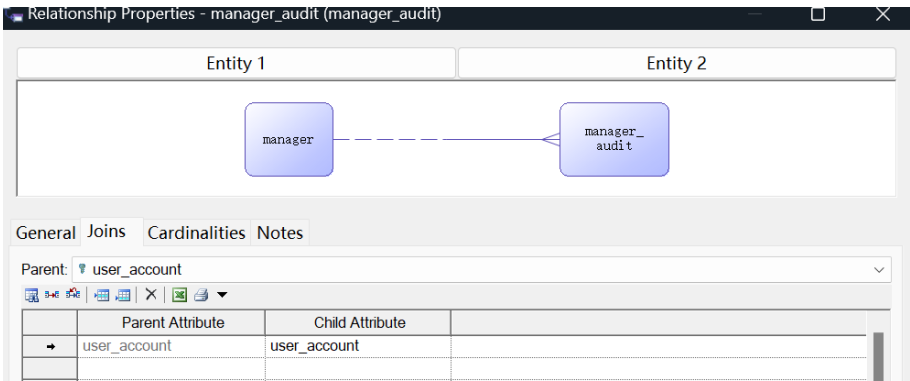 Relationship Properties - manager_audit (manager_audit)
Entity 1 Entity 2
manager
manager_
audit
General Joins Cardinalities Notes
Parent: user_account
Parent Attribute Child Attribute
user_account user_account